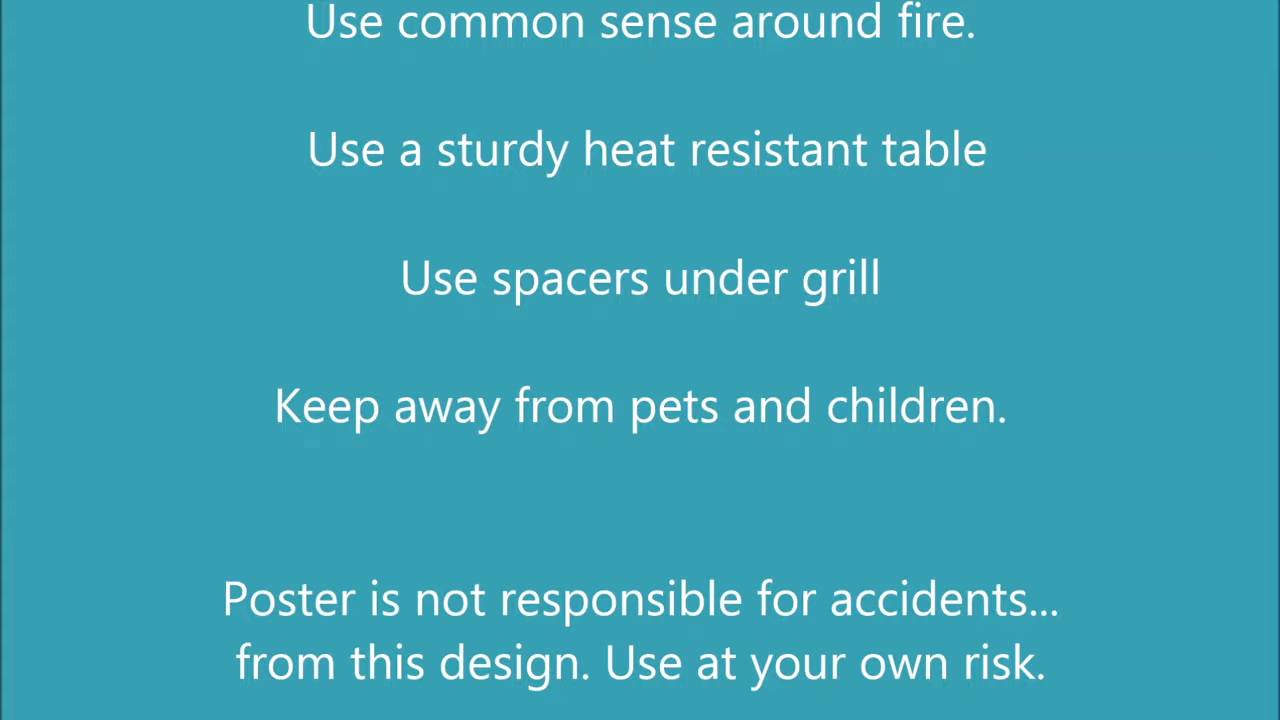 Use common sense around fire.
Use a sturdy heat resistant table
Use spacers under grill
Keep away from pets and children.
Poster is not responsible for accidents...
from this design. Use at your own risk.